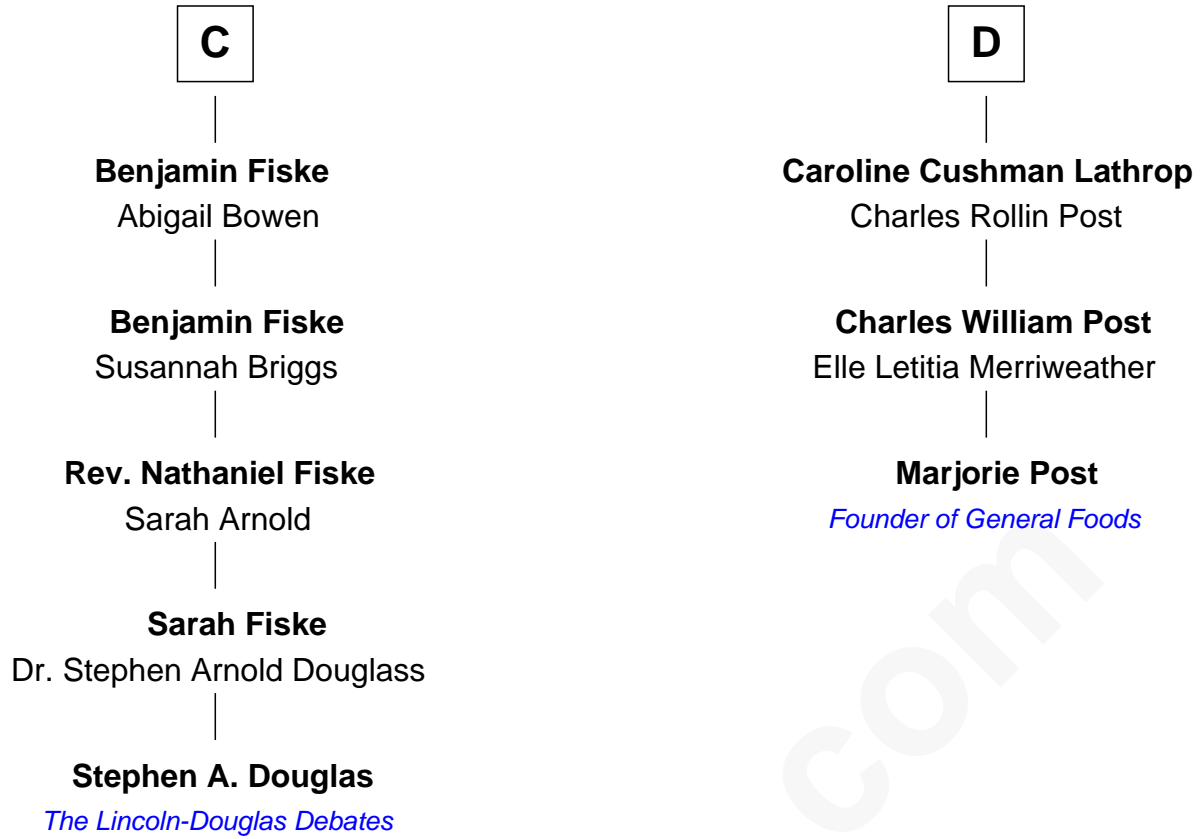 C
Benjamin Fiske
Abigail Bowen
Benjamin Fiske
Susannah Briggs
Rev. Nathaniel Fiske
Sarah Arnold
Sarah Fiske
Dr. Stephen Arnold Douglass
Stephen A. Douglas
The Lincoln-Douglas Debates
D
Caroline Cushman Lathrop
Charles Rollin Post
Charles William Post
Elle Letitia Merriweather
Marjorie Post
Founder of General Foods
com